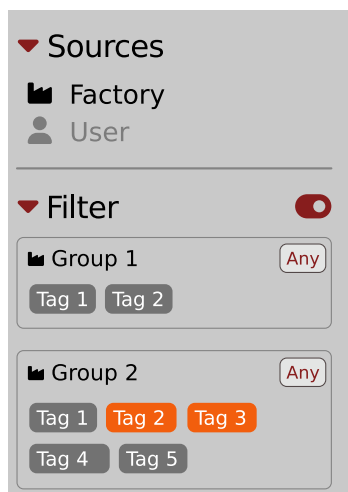 Sources
Factory
User
Filter
Group 1 Any
Tag 1 Tag 2
Group 2 Any
Tag 1 Tag 2 Tag 3
Tag 4 Tag 5